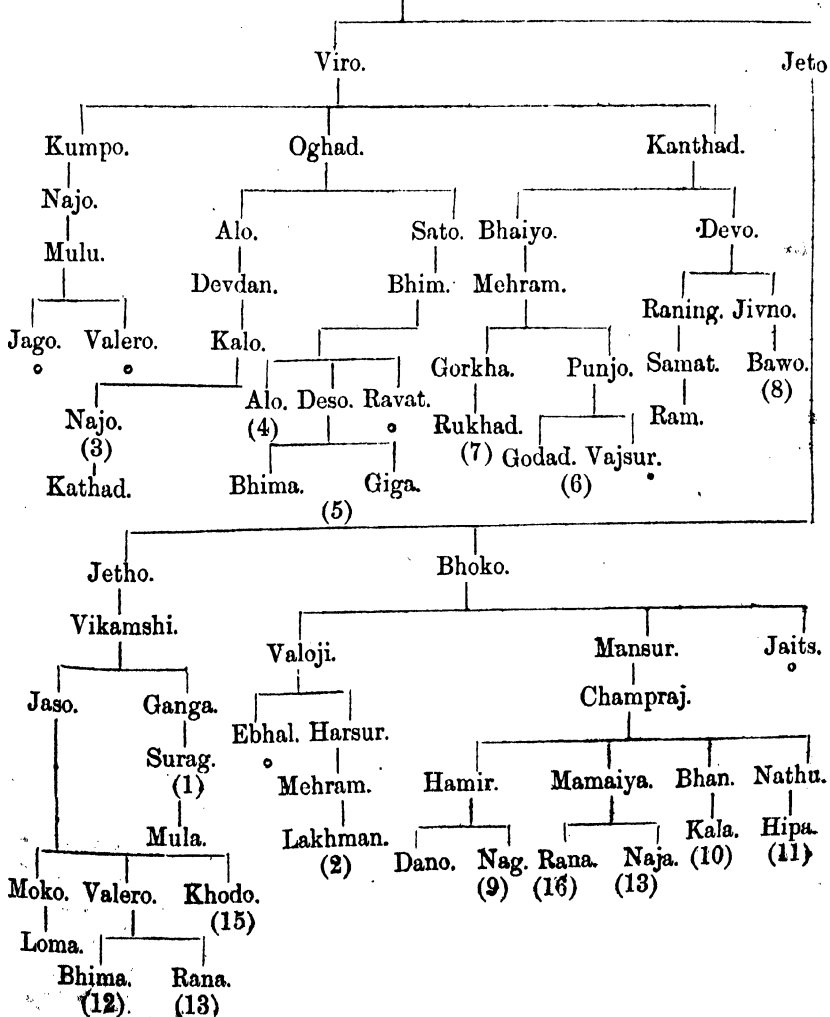 Viro. Jeto
Kumpo. Oghad. Kanthad.
Najo.
Alo. Sato. Bhaiyo. Devo.
Mulu.
Devdan. Bhim. Mehram.
Raning. Jivno.
Jago. Valero. Kalo.
Gorkha. Punjo. Samat. Bawo.
(8)
Alo. Deso. Ravat.
(4)
Najo. Rukhad. Ram.
(3) (7) Godad. Vajsur.
Kathad. Bhima. Giga. (6)
(5)
Jetho. Bhoko.
Vikamshi.
Valoji. Mansur. Jaits.
Jaso. Ganga. Champraj.
Ebhal. Harsur.
Surag.
(1) Mehram. Hamir. Mamaiya. Bhan. Nathu.
Mula. Lakhman. Kala. Hipa.
(2) Dano. Nag. Rana. Naja. (10) (11)
(9) (16) (13)
Moko. Valero. Khodo.
(15)
Loma.
Bhima. Rana.
(12). (13)